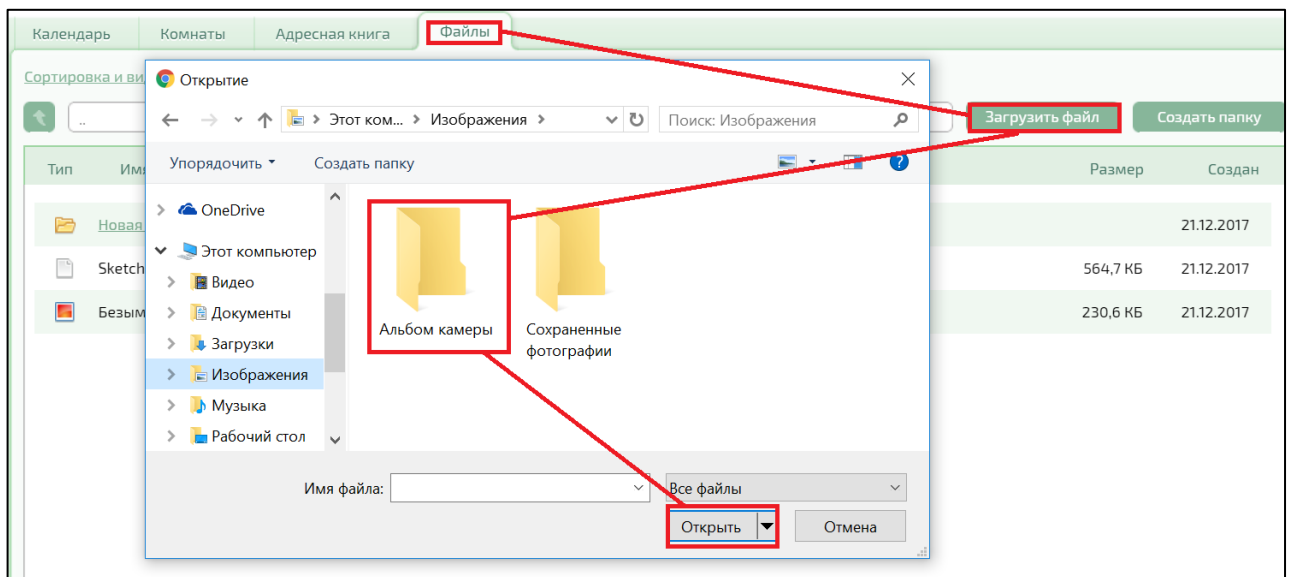 Календарь Комнаты Адресная книга Файлы
Сортировка и ви
Открытие
Этот ком... Изображения
Поиск: Изображения
..
Загрузить файл Создать папку
Упорядочить Создать папку
Тип Имя Размер Создан
OneDrive
Этот компьютер
Видео
Документы
Загрузки
Изображения
Музыка
Рабочий стол
Альбом камеры
Сохраненные
фотографии
Новая 21.12.2017
Sketch 564,7 КБ 21.12.2017
Безым 230,6 КБ 21.12.2017
Имя файла:
Все файлы
Открыть Отмена